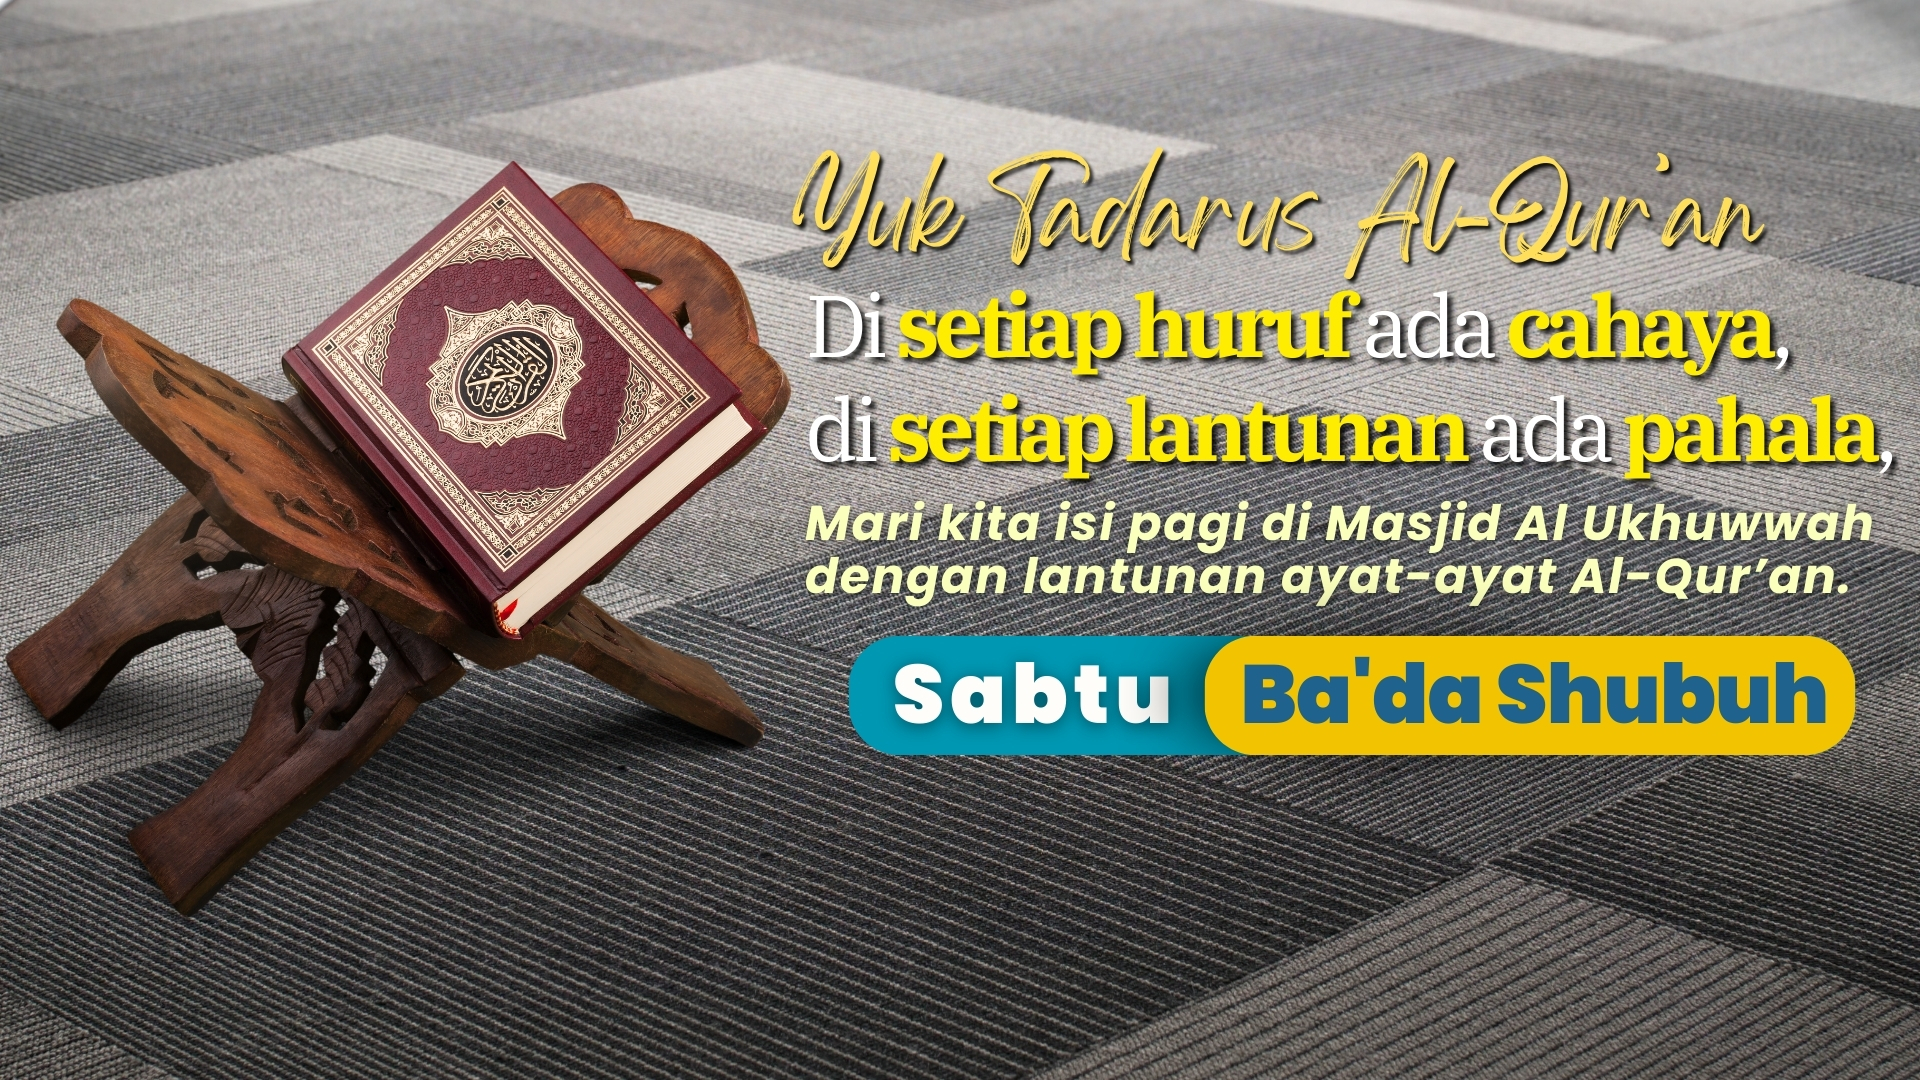 Yuk Tadarus Al-Qur'an
Di setiap huruf ada cahaya,
di setiap lantunan ada pahala,
Mari kita isi pagi di Masjid Al Ukhuwwah
dengan lantunan ayat-ayat Al-Qur’an.
Sabtu Ba'da Shubuh